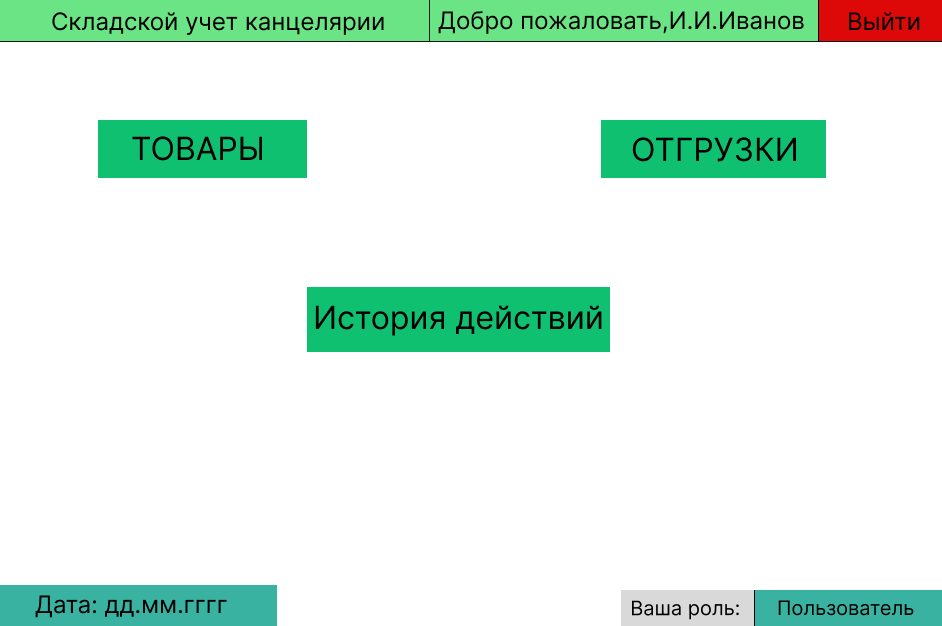 Складской учет канцелярии
Добро пожаловать,И.И.Иванов
Выйти
ТОВАРЫ
ОТГРУЗКИ
История действий
Дата: дд.мм.гггг
Ваша роль:
Пользователь